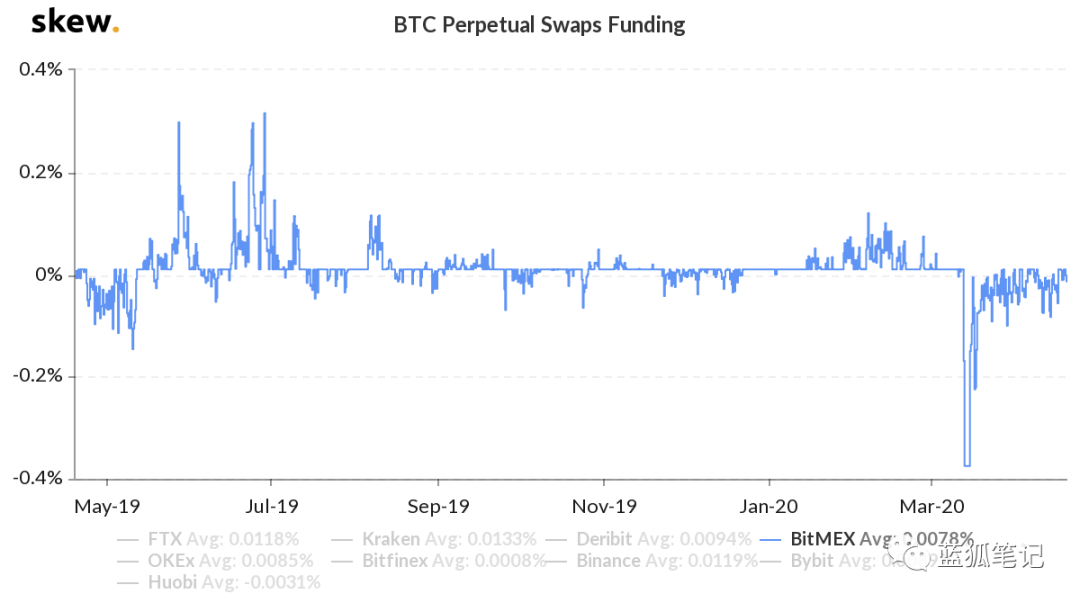 skew.
BTC Perpetual Swaps Funding
0.4%
0.2%
0%
-0.2%
-0.4%
May-19 Jul-19 Sep-19 Nov-19 Jan-20 Mar-20
FTX Avg: 0.0118% Kraken Avg: 0.0133% Deribit Avg: 0.0094% BitMEX Avg: 0.0078%
OKEx Avg: 0.0085% Bitfinex Avg: 0.0008% Binance Avg: 0.0119% Bybit Avg:
Huobi Avg: -0.0031%
蓝狐笔记